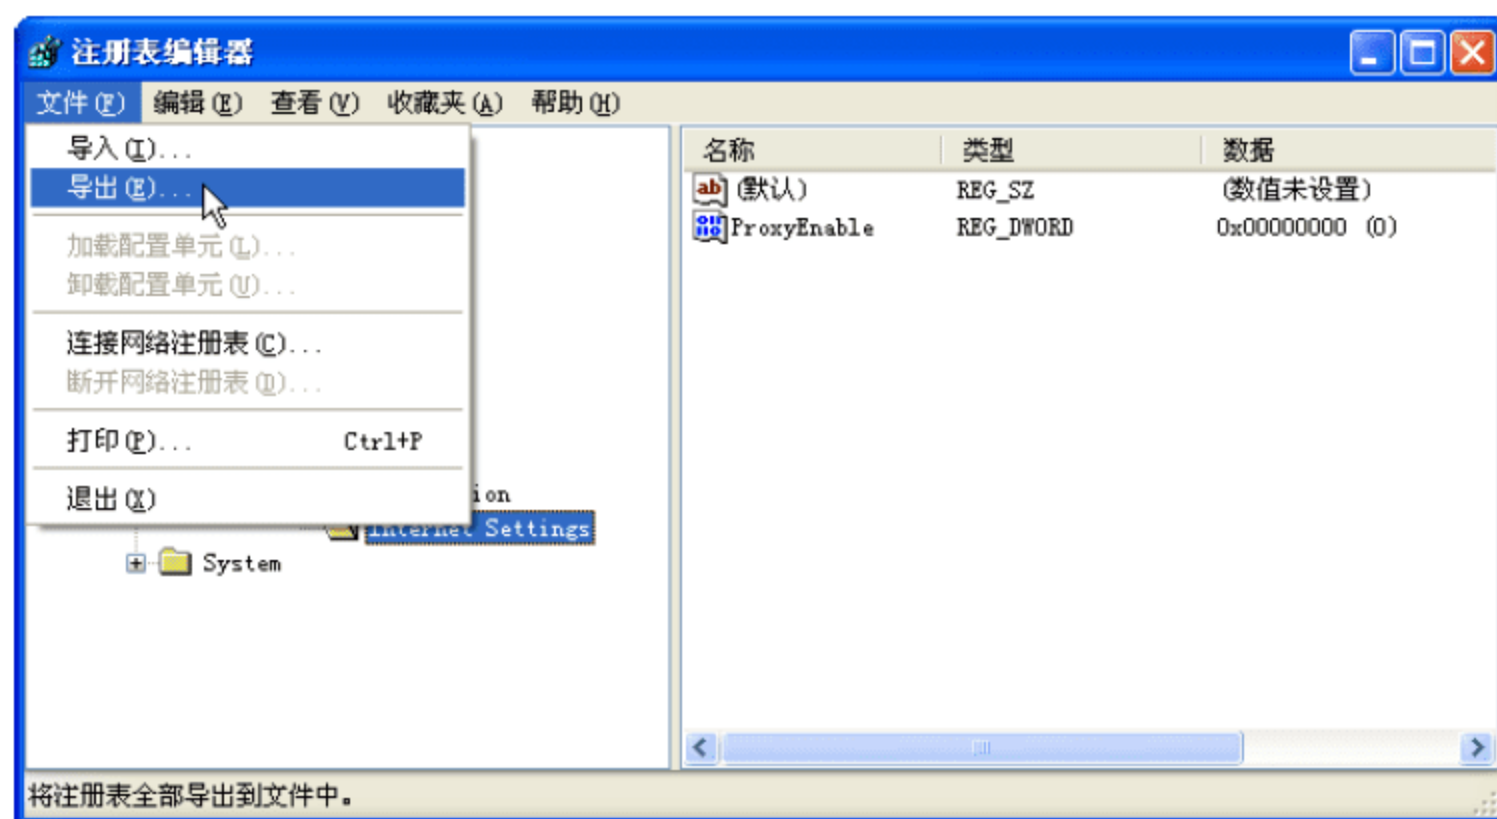 注册表编辑器
文件(F) 编辑(E) 查看(V) 收藏夹(A) 帮助(H)
导入(I)...
导出(E)...
加载配置单元(L)...
卸载配置单元(U)...
连接网络注册表(C)...
断开网络注册表(D)...
打印(P)... Ctrl+P
退出(X)
ion
Internet Settings
System
名称 类型 数据
(默认) REG_SZ (数值未设置)
ProxyEnable REG_DWORD 0x00000000 (0)
将注册表全部导出到文件中。